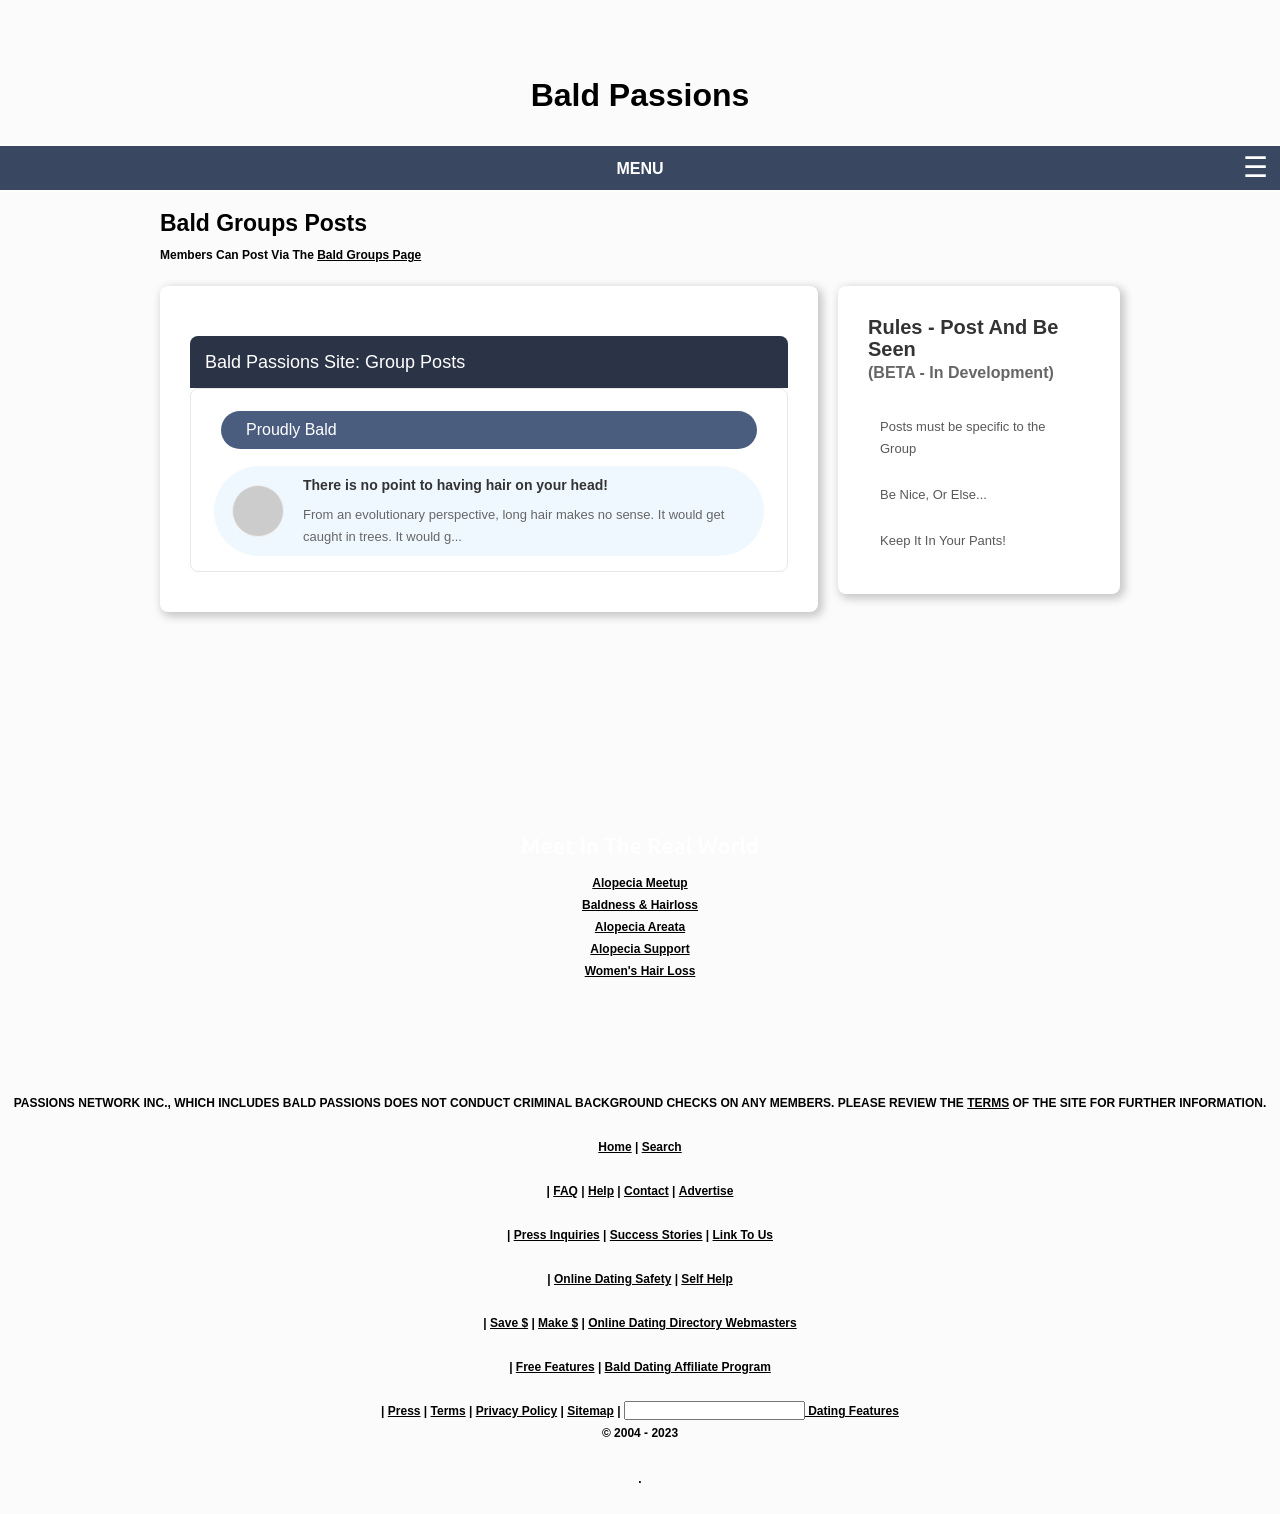 Bald Passions
MENU
☰
Bald Groups Posts
Members Can Post Via The Bald Groups Page
Bald Passions Site: Group Posts
Proudly Bald
There is no point to having hair on your head!
From an evolutionary perspective, long hair makes no sense. It would get
caught in trees. It would g...
Rules - Post And Be
Seen
(BETA - In Development)
Posts must be specific to the
Group
Be Nice, Or Else...
Keep It In Your Pants!
Meet In The Real World
Alopecia Meetup
Baldness & Hairloss
Alopecia Areata
Alopecia Support
Women's Hair Loss
PASSIONS NETWORK INC., WHICH INCLUDES BALD PASSIONS DOES NOT CONDUCT CRIMINAL BACKGROUND CHECKS ON ANY MEMBERS. PLEASE REVIEW THE TERMS OF THE SITE FOR FURTHER INFORMATION.
Home | Search
| FAQ | Help | Contact | Advertise
| Press Inquiries | Success Stories | Link To Us
| Online Dating Safety | Self Help
| Save $ | Make $ | Online Dating Directory Webmasters
| Free Features | Bald Dating Affiliate Program
| Press | Terms | Privacy Policy | Sitemap | Dating Features
© 2004 - 2023
.